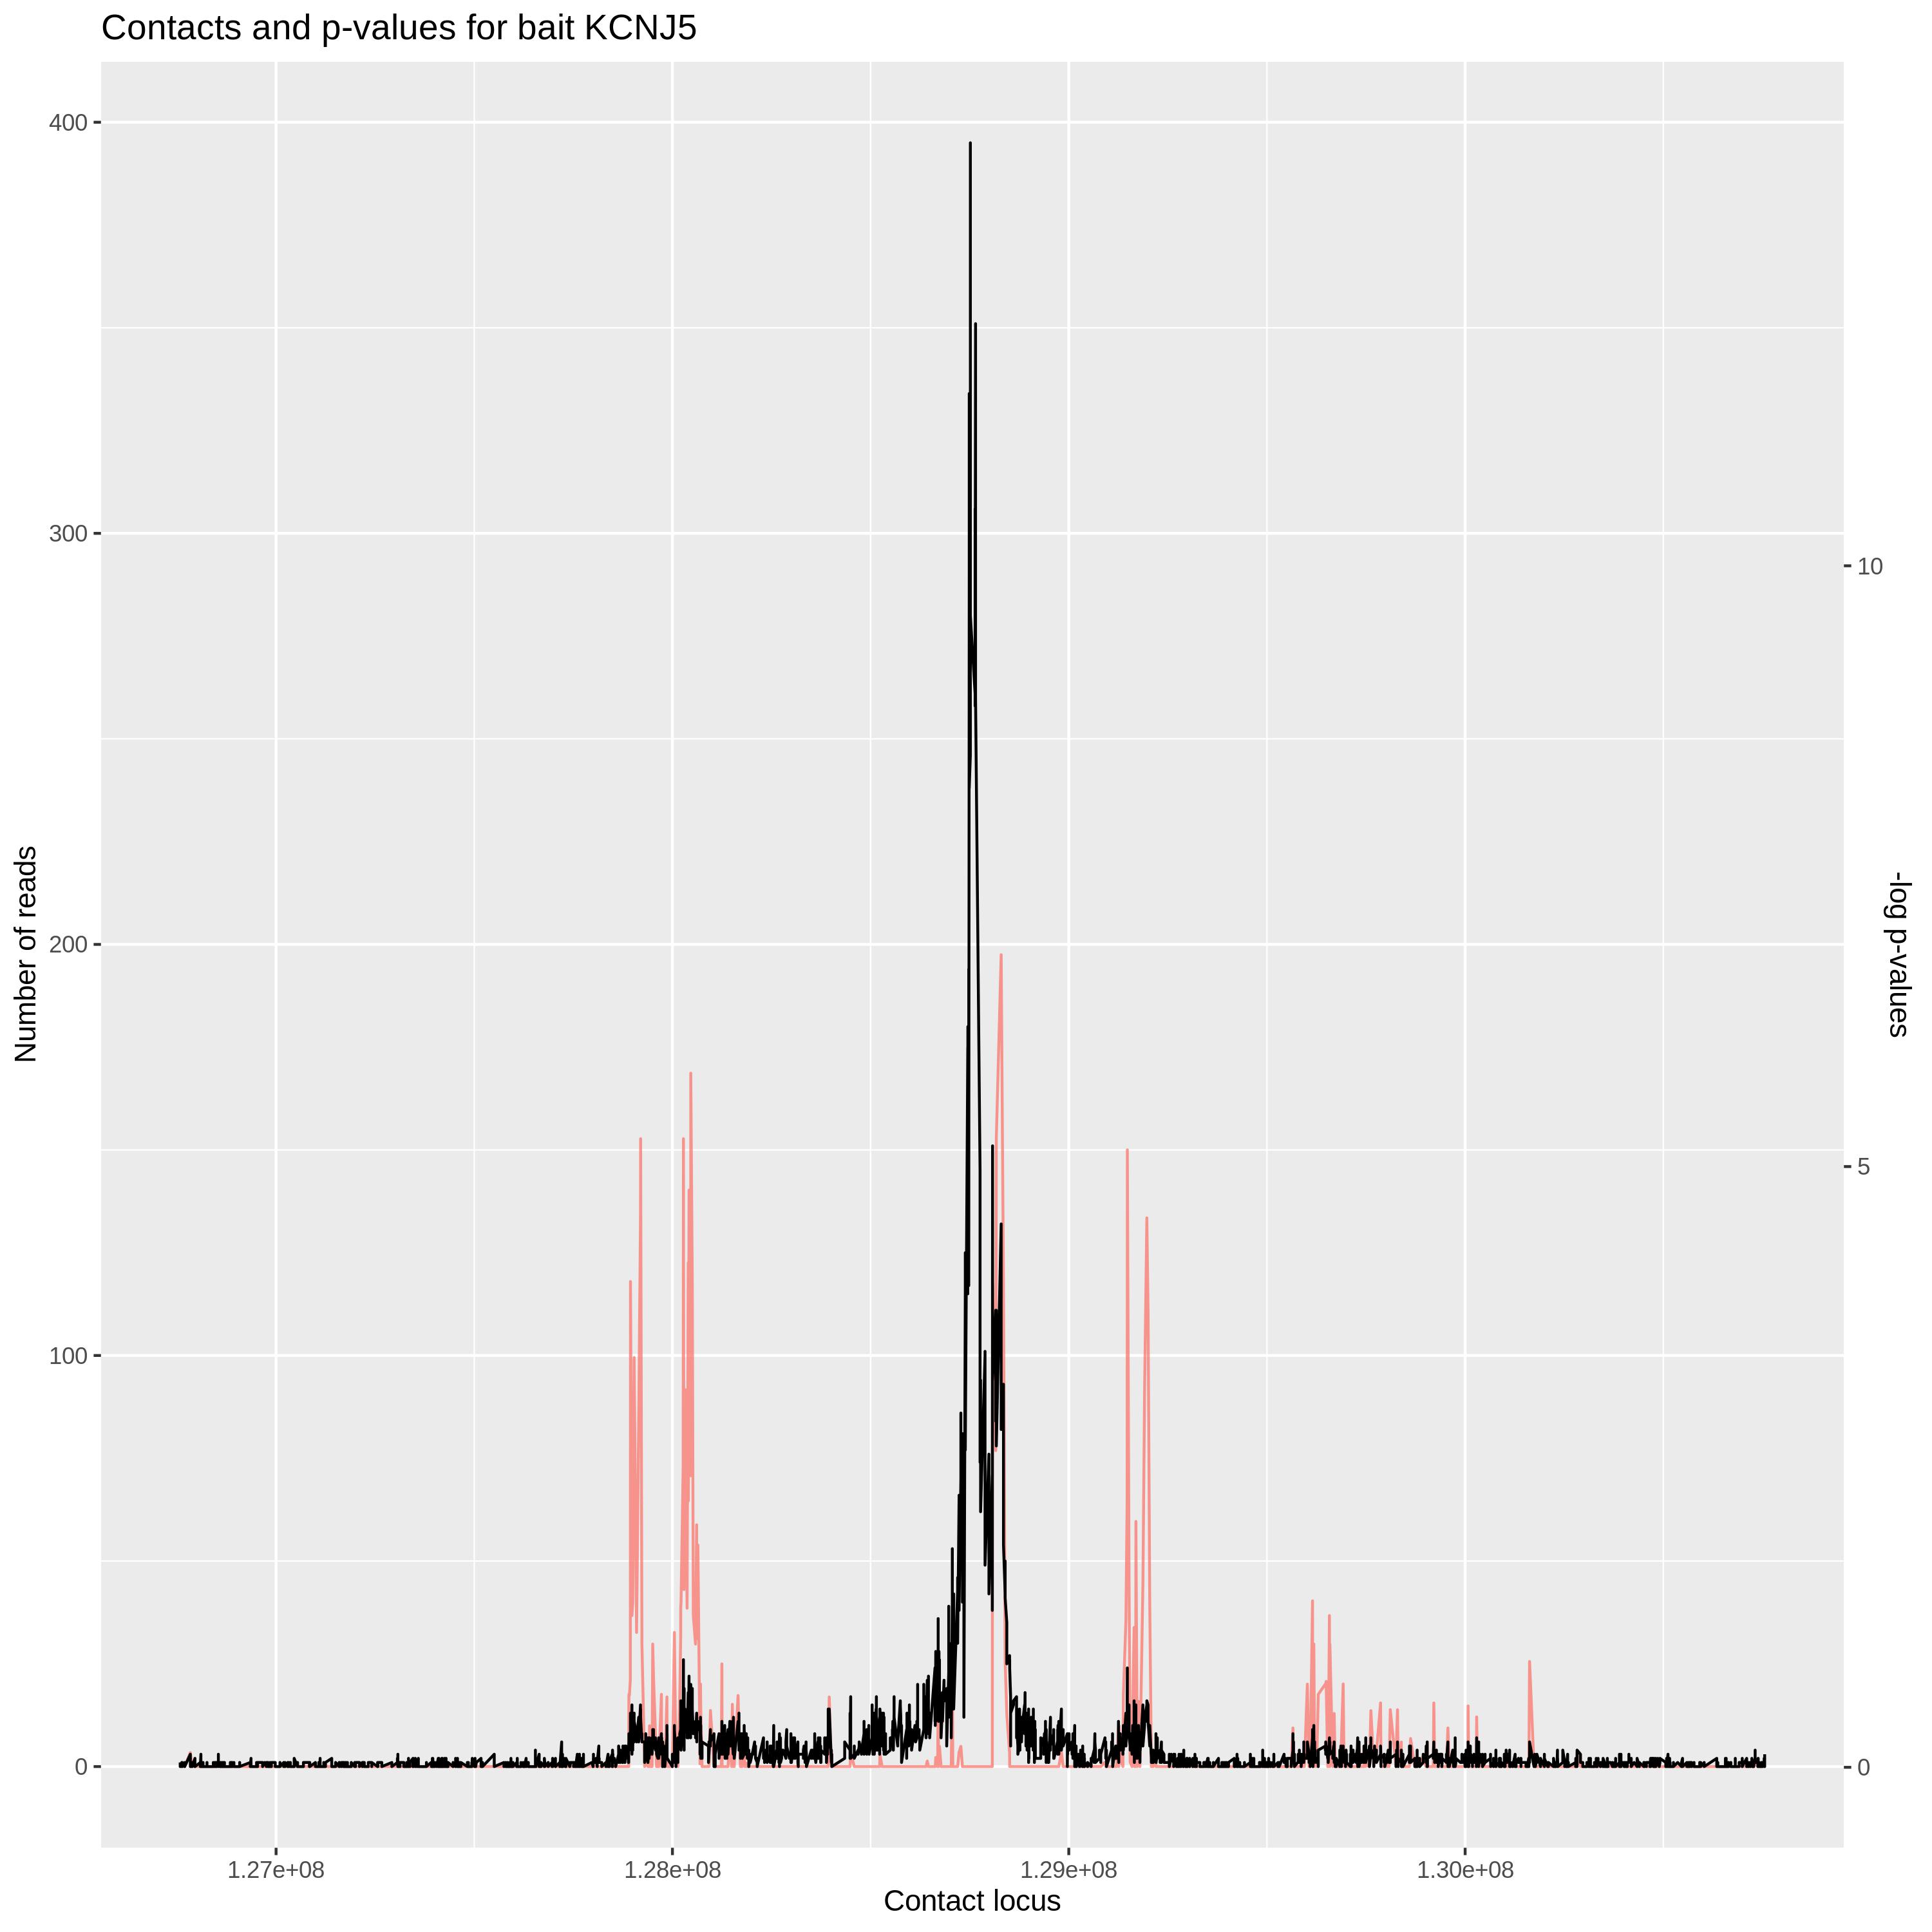 Contacts and p-values for bait KCNJ5
400
300
200
100
0
Number of reads
10
5
0
-log p-values
1.27e+08
1.28e+08
1.29e+08
1.30e+08
Contact locus